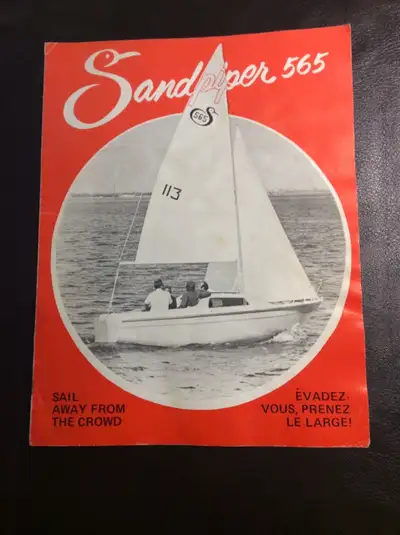 Sandpiper 565
565
113
SAIL
AWAY FROM
THE CROWD
ÉVADEZ-
VOUS, PRENEZ
LE LARGE!